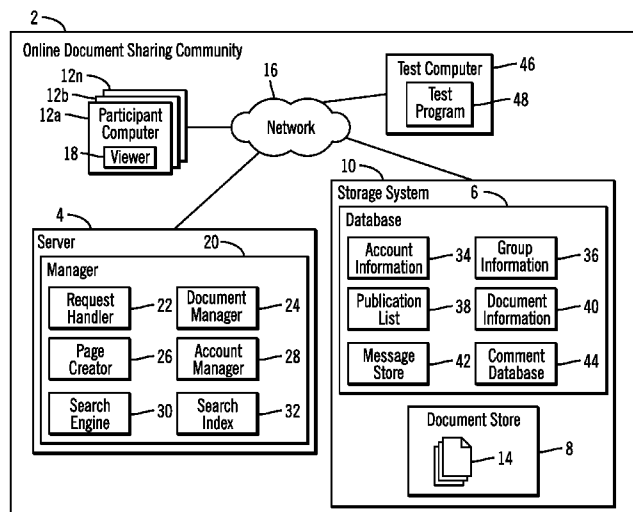 2
Online Document Sharing Community
12n
12b
12a
Participant
Computer
18
Viewer
16
Network
Test Computer
46
Test
Program
48
4
Server
20
Manager
Request
Handler
22
Document
Manager
24
Page
Creator
26
Account
Manager
28
Search
Engine
30
Search
Index
32
10
Storage System
6
Database
Account
Information
34
Group
Information
36
Publication
List
38
Document
Information
40
Message
Store
42
Comment
Database
44
Document Store
14
8